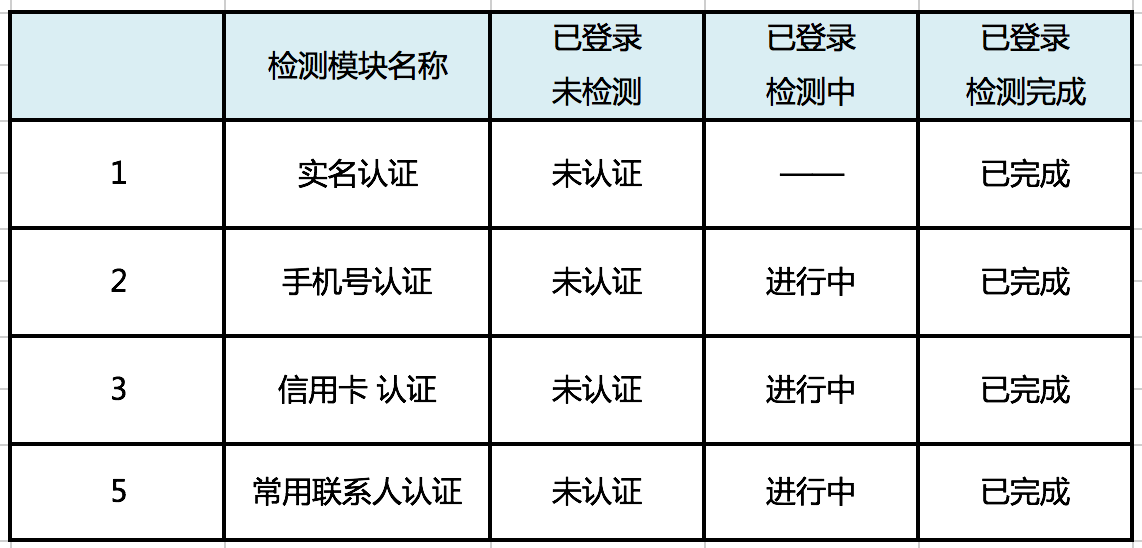 检测模块名称 已登录 已登录 已登录
未检测 检测中 检测完成
1 实名认证 未认证 —— 已完成
2 手机号认证 未认证 进行中 已完成
3 信用卡 认证 未认证 进行中 已完成
5 常用联系人认证 未认证 进行中 已完成